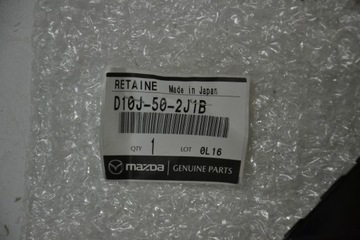 RETAINE Made in Japan
D10J-50-2J1B
QTY 1 LOT 0L16
mazda GENUINE PARTS